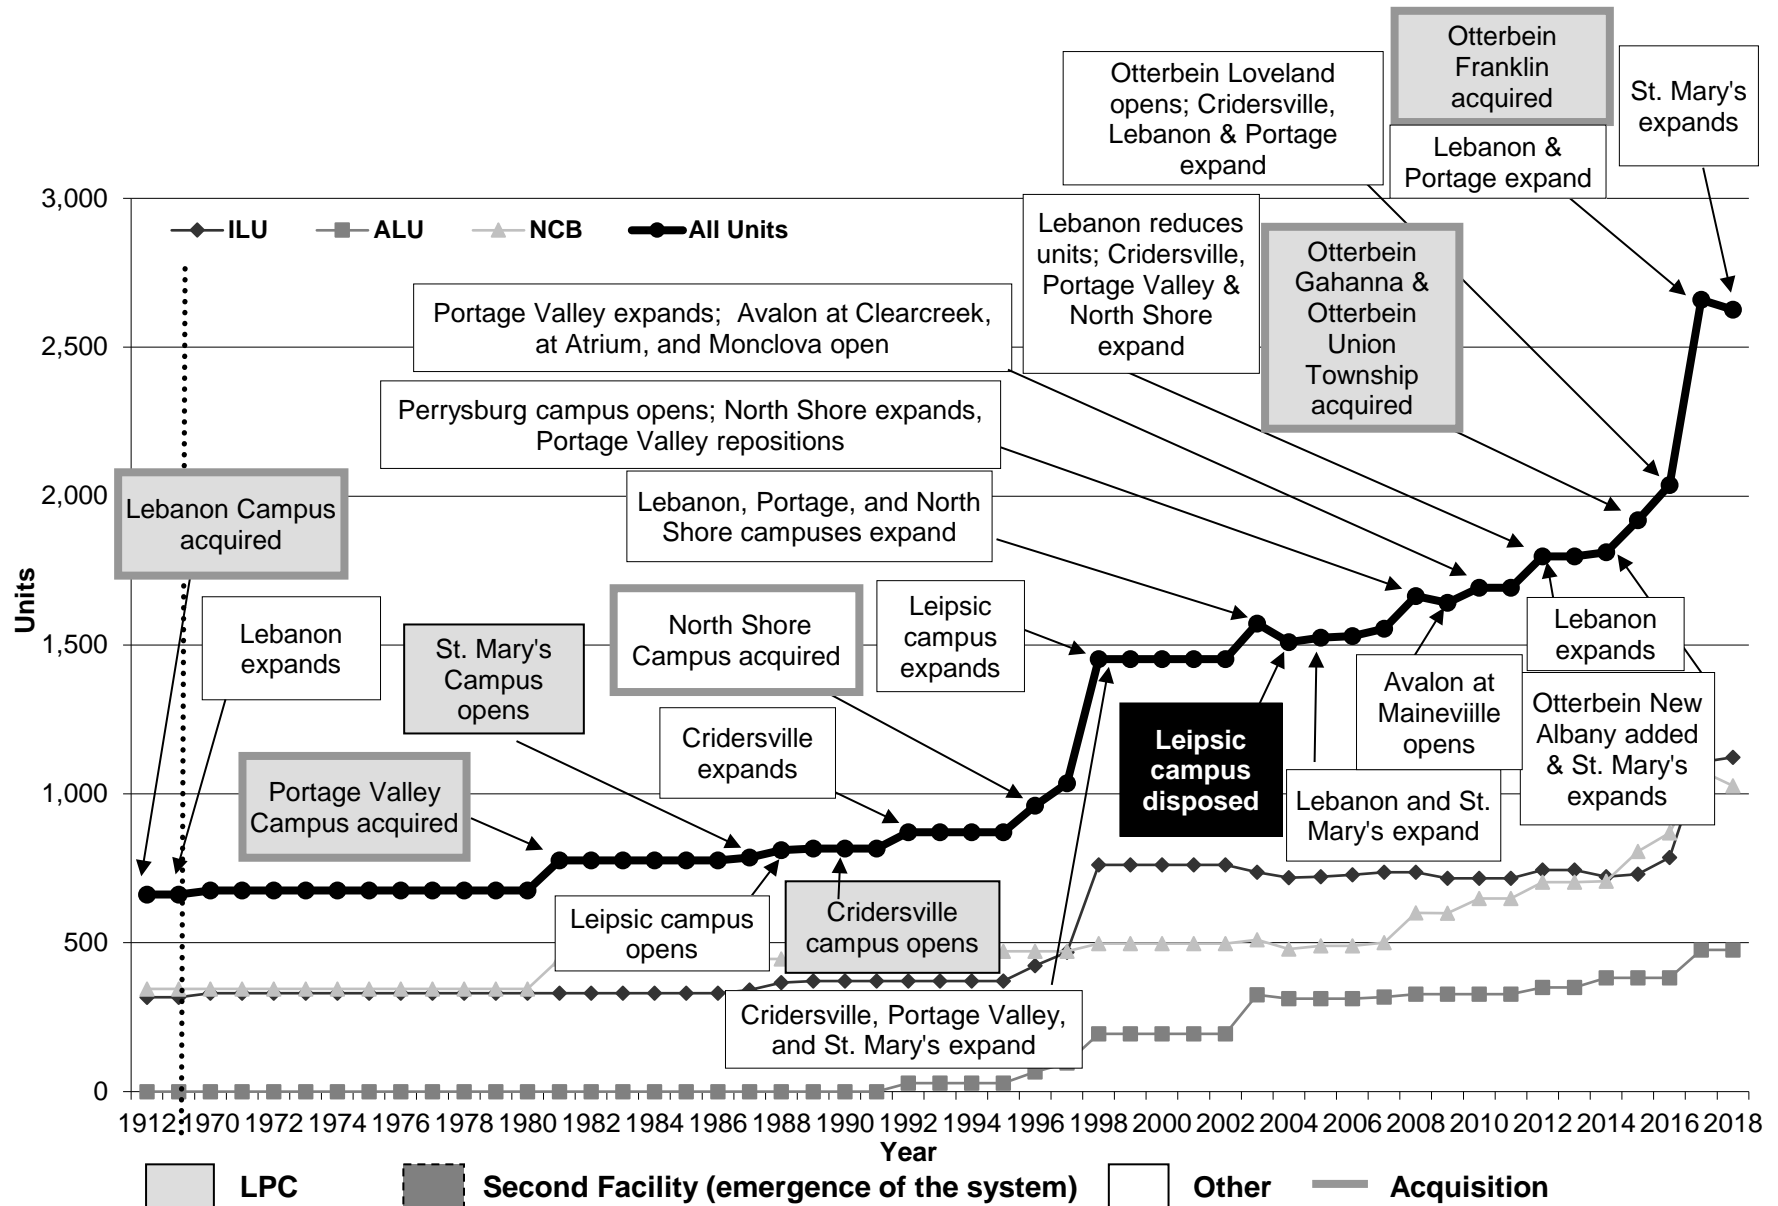 Otterbein
Franklin
acquired
St. Mary's
expands
Otterbein Loveland
opens; Cridersville,
Lebanon & Portage
expand
Lebanon &
Portage expand
3,000
ILU
ALU
NCB
All Units
Lebanon reduces
units; Cridersville,
Portage Valley &
North Shore
expand
Otterbein
Gahanna &
Otterbein
Union
Township
acquired
Portage Valley expands;  Avalon at Clearcreek,
at Atrium, and Monclova open
2,500
Perrysburg campus opens; North Shore expands,
Portage Valley repositions
2,000
Lebanon Campus
acquired
Lebanon, Portage, and North
Shore campuses expand
Units
1,500
Lebanon
expands
St. Mary's
Campus
opens
North Shore
Campus acquired
Leipsic
campus
expands
Lebanon
expands
Cridersville
expands
Leipsic
campus
disposed
Avalon at
Maineviille
opens
Otterbein New
Albany added
& St. Mary's
expands
1,000
Portage Valley
Campus acquired
Lebanon and St.
Mary's expand
500
Leipsic campus
opens
Cridersville
campus opens
Cridersville, Portage Valley,
and St. Mary's expand
0
1912 1970 1972 1974 1976 1978 1980 1982 1984 1986 1988 1990 1992 1994 1996 1998 2000 2002 2004 2006 2008 2010 2012 2014 2016 2018
Year
LPC
Second Facility (emergence of the system)
Other
Acquisition